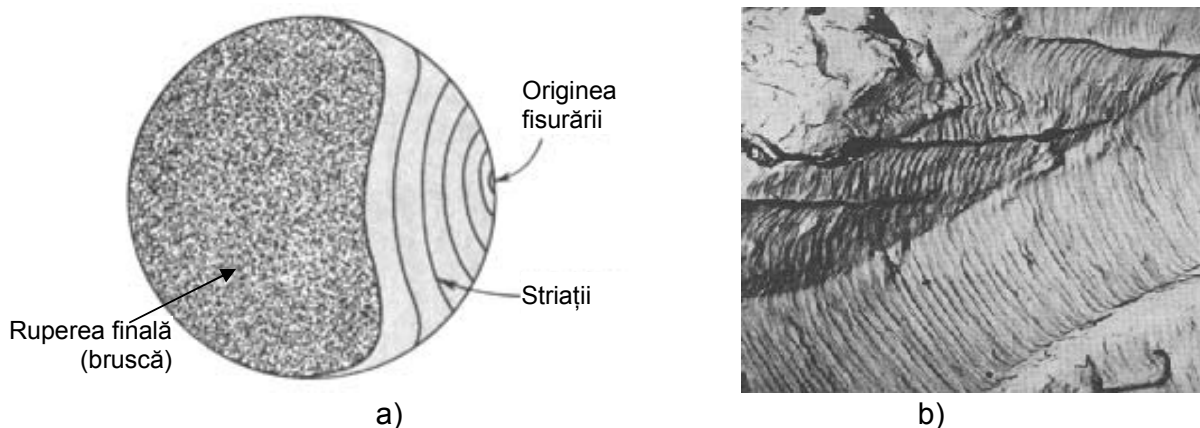 Originea
fisurării
Striații
Ruperea finală
(bruscă)
a)
b)